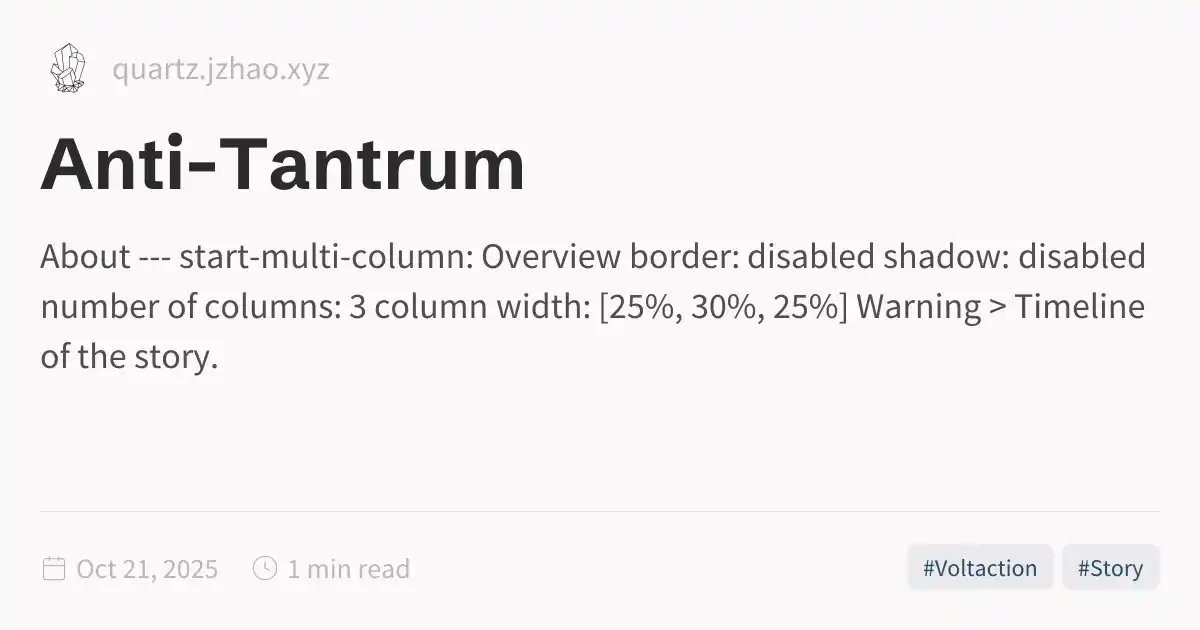 quartz.jzhao.xyz
Anti-Tantrum
About --- start-multi-column: Overview border: disabled shadow: disabled
number of columns: 3 column width: [25%, 30%, 25%] Warning > Timeline
of the story.
Oct 21, 2025 1 min read #Voltaction #Story